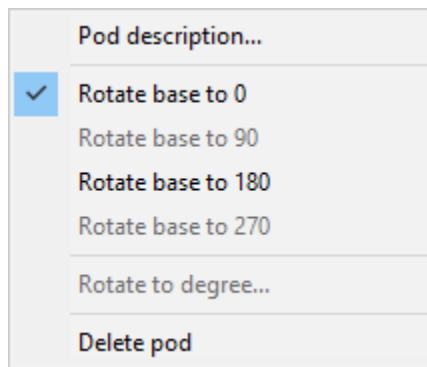 Pod description...
Rotate base to 0
Rotate base to 90
Rotate base to 180
Rotate base to 270
Rotate to degree...
Delete pod